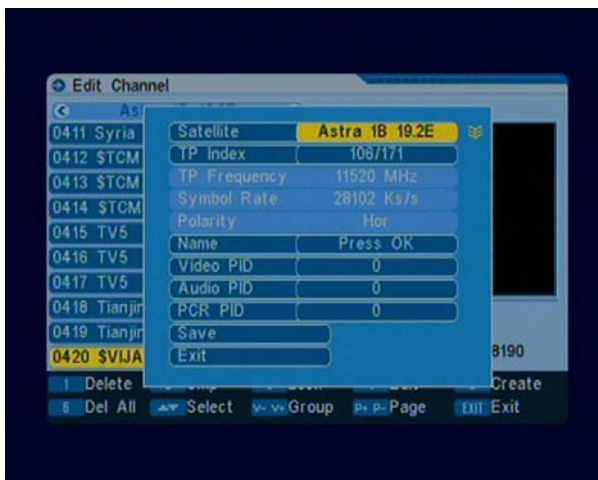 Edit Channel
As
0411 Syria
0412 $TCM
0413 $TCM
0414 $TCM
0415 TV5
0416 TV5
0417 TV5
0418 Tianjin
0419 Tianjin
0420 $VIJA
Satellite Astra 1B 19.2E
TP Index 106/171
TP Frequency 11520 MHz
Symbol Rate 28102 Ks/s
Polarity Hor
Name Press OK
Video PID 0
Audio PID 0
PCR PID 0
Save
Exit
8190
1 Delete Create
6 Del All Select V- V+ Group P+ P- Page EXIT Exit